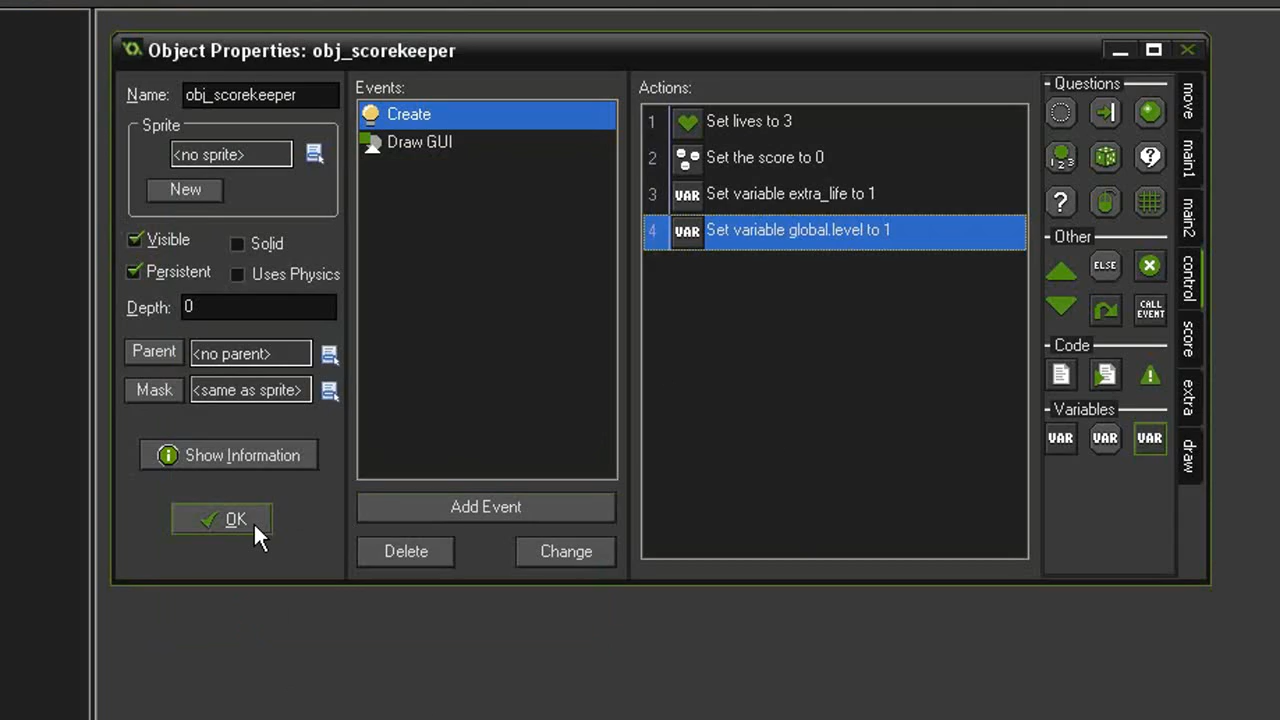 Object Properties: obj_scorekeeper
Name: obj_scorekeeper
Sprite
<no sprite>
New
Visible
Solid
Persistent
Uses Physics
Depth: 0
Parent <no parent>
Mask <same as sprite>
Show Information
OK
Events:
Create
Draw GUI
Add Event
Delete
Change
Actions:
1 Set lives to 3
2 Set the score to 0
3 VAR Set variable extra_life to 1
4 VAR Set variable global.level to 1
Questions
1 2 3
?
?
Other
ELSE
CALL
EVENT
Code
Variables
VAR VAR VAR
move
main1
main2
control
score
extra
draw